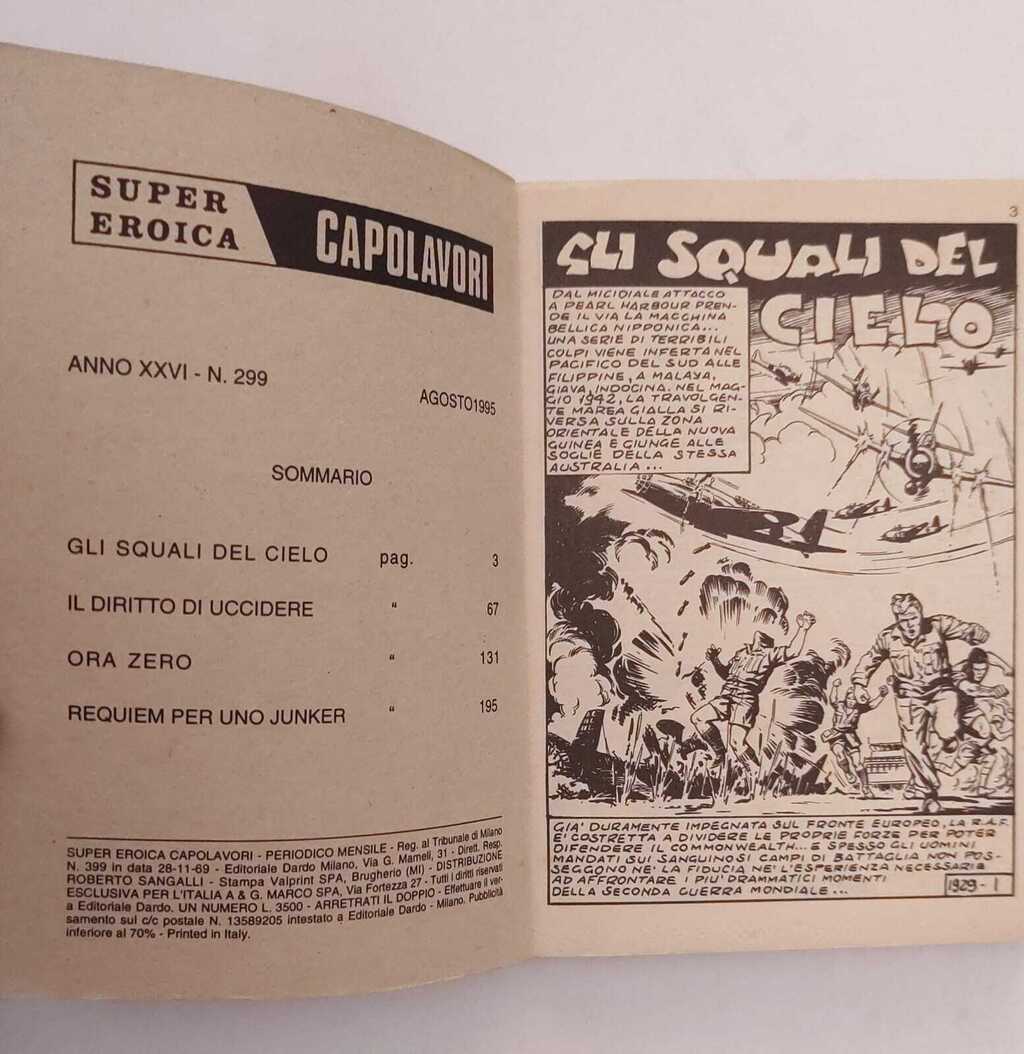 SUPER
EROICA
CAPOLAVORI
ANNO XXVI - N. 299
AGOSTO1995
SOMMARIO
GLI SQUALI DEL CIELO pag. 3
IL DIRITTO DI UCCIDERE “ 67
ORA ZERO “ 131
REQUIEM PER UNO JUNKER “ 195
SUPER EROICA CAPOLAVORI - PERIODICO MENSILE - Reg. al Tribunale di Milano
N. 399 in data 28-11-69 - Editoriale Dardo Milano, Via G. Mameli, 31 - Dirett. Resp.
ROBERTO SANGALLI - Stampa Valprint SPA, Brugherio (MI) - DISTRIBUZIONE
ESCLUSIVA PER L'ITALIA A & G. MARCO SPA, Via Fortezza 27 - Tutti i diritti riservati
a Editoriale Dardo. UN NUMERO L. 3500 - ARRETRATI IL DOPPIO - Effettuare il ver-
samento sul c/c postale N. 13589205 intestato a Editoriale Dardo - Milano. Pubblicità
inferiore al 70% - Printed in Italy.
3
GLI SQUALI DEL
CIELO
DAL MICIDIALE ATTACCO
A PEARL HARBOUR PREN-
DE IL VIA LA MACCHINA
BELLICA NIPPONICA...
UNA SERIE DI TERRIBILI
COLPI VIENE INFERTA NEL
PACIFICO DEL SUD ALLE
FILIPPINE, A MALAYA,
GIAVA, INDOCINA. NEL MAG-
GIO 1942, LA TRAVOLGEN-
TE MAREA GIALLA SI RI-
VERSA SULLA ZONA
ORIENTALE DELLA NUOVA
GUINEA E GIUNGE ALLE
SOGLIE DELLA STESSA
AUSTRALIA...
GIA' DURAMENTE IMPEGNATA SUL FRONTE EUROPEO, LA R.A.F.
E' COSTRETTA A DIVIDERE LE PROPRIE FORZE PER POTER
DIFENDERE IL COMMONWEALTH... E SPESSO GLI UOMINI
MANDATI SUI SANGUINOSI CAMPI DI BATTAGLIA NON POS-
SEGGONO NE' LA FIDUCIA NE' L'ESPERIENZA NECESSARIA
AD AFFRONTARE I PIU' DRAMMATICI MOMENTI
DELLA SECONDA GUERRA MONDIALE...
1929-1